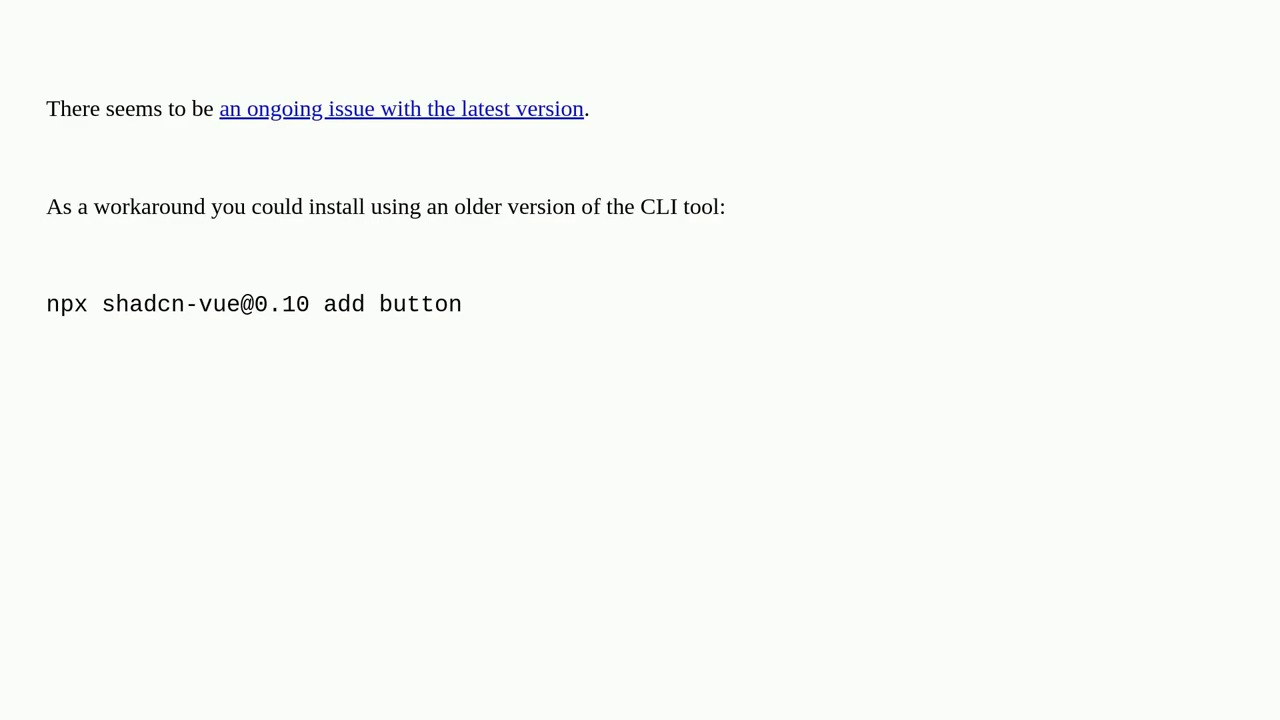 There seems to be an ongoing issue with the latest version.
As a workaround you could install using an older version of the CLI tool:
npx shadcn-vue@0.10 add button